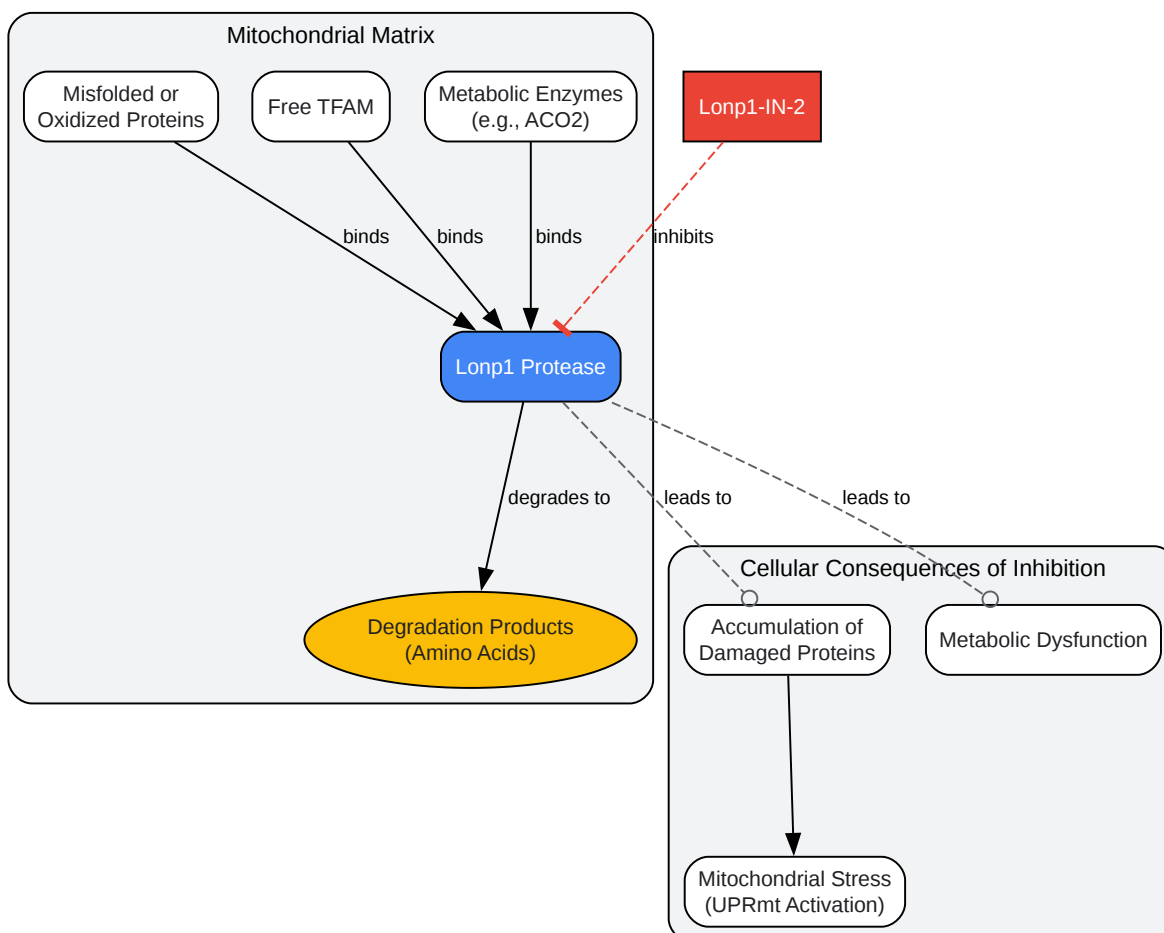 Mitochondrial Matrix
Misfolded or
Oxidized Proteins
Free TFAM
Metabolic Enzymes
(e.g., ACO2)
Lonp1-IN-2
binds
binds
binds
inhibits
Lonp1 Protease
degrades to
leads to
leads to
Cellular Consequences of Inhibition
Degradation Products
(Amino Acids)
Accumulation of
Damaged Proteins
Metabolic Dysfunction
Mitochondrial Stress
(UPRmt Activation)